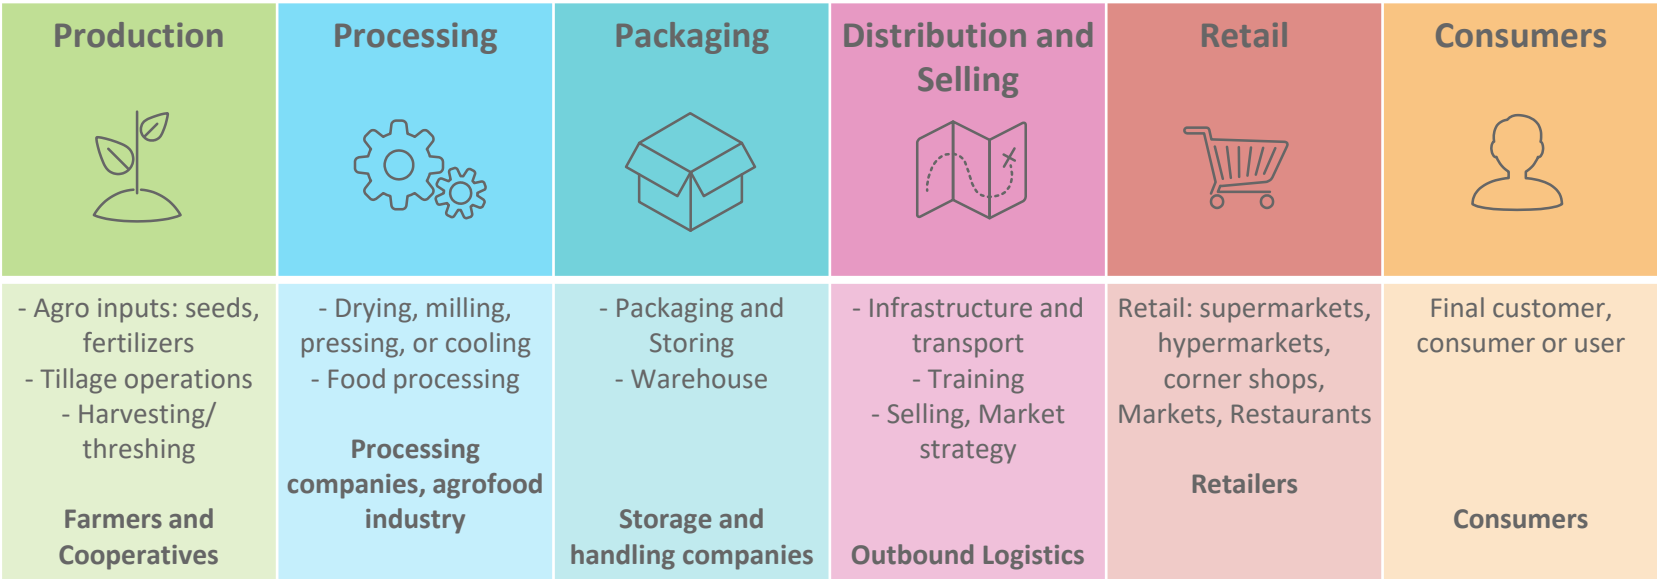 Production
- Agro inputs: seeds,
fertilizers
- Tillage operations
- Harvesting/
threshing
Farmers and
Cooperatives
Processing
- Drying, milling,
pressing, or cooling
- Food processing
Processing
companies, agrofood
industry
Packaging
- Packaging and
Storing
- Warehouse
Storage and
handling companies
Distribution and
Selling
- Infrastructure and
transport
- Training
- Selling, Market
strategy
Outbound Logistics
Retail
Retail: supermarkets,
hypermarkets,
corner shops,
Markets, Restaurants
Retailers
Consumers
Final customer,
consumer or user
Consumers